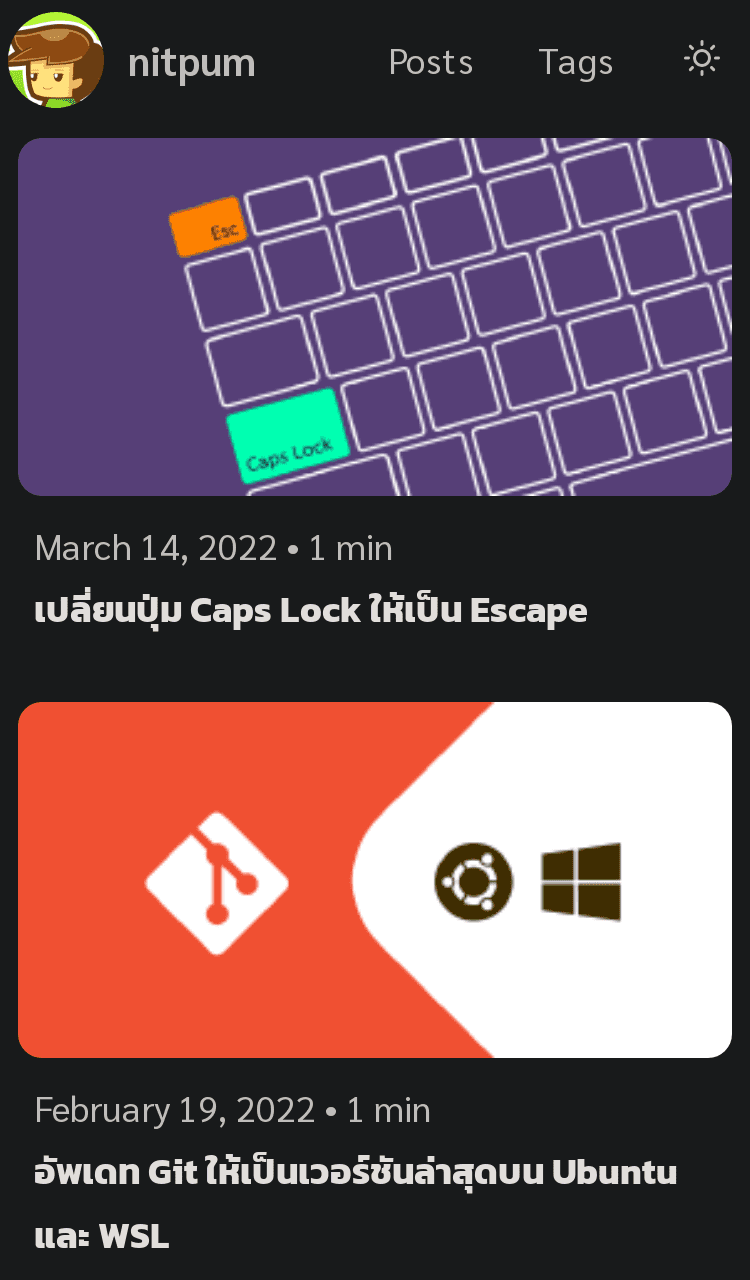 nitpum
Posts
Tags
Esc
Caps Lock
March 14, 2022 • 1 min
เปลี่ยนปุ่ม Caps Lock ให้เป็น Escape
February 19, 2022 • 1 min
อัพเดท Git ให้เป็นเวอร์ชันล่าสุดบน Ubuntu
และ WSL